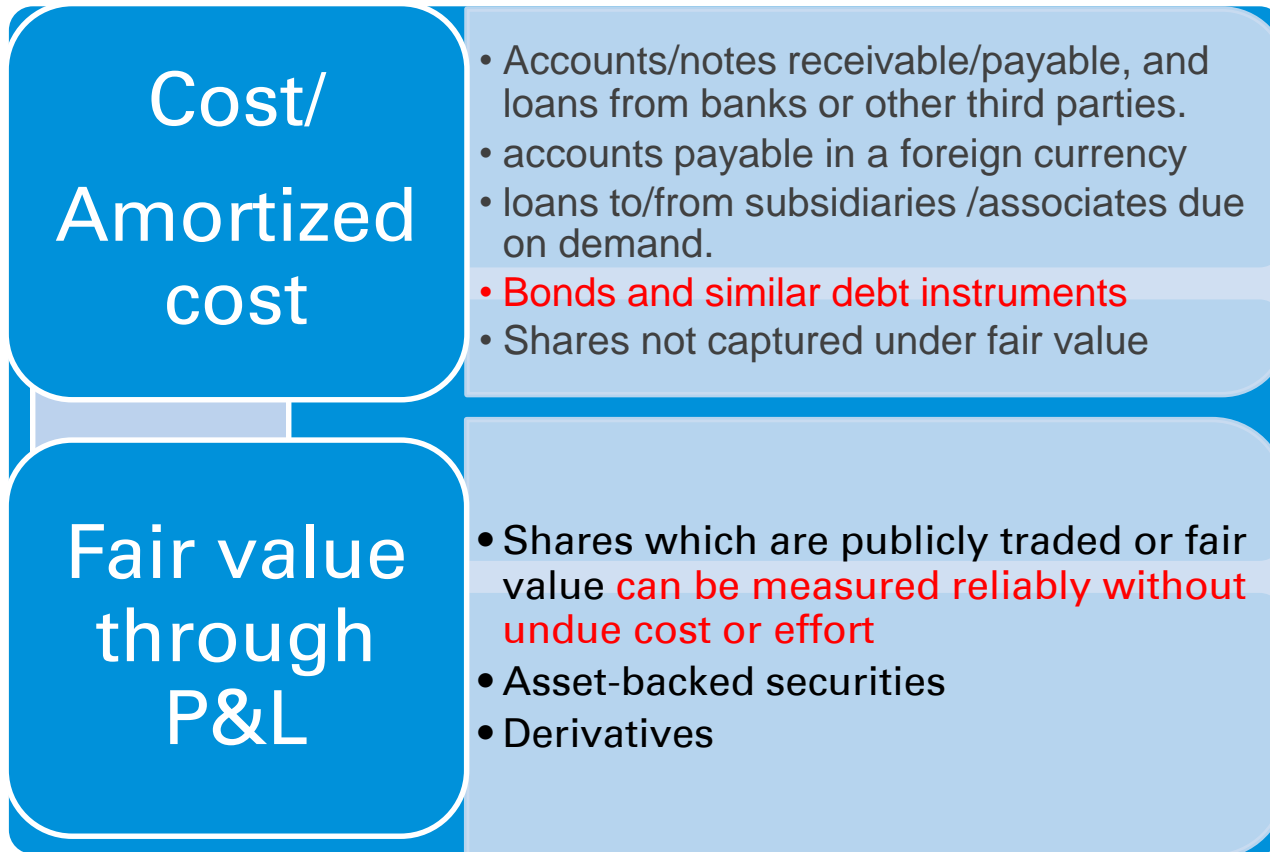 Cost/
Amortized
cost
• Accounts/notes receivable/payable, and
loans from banks or other third parties.
• accounts payable in a foreign currency
• loans to/from subsidiaries /associates due
on demand.
• Bonds and similar debt instruments
• Shares not captured under fair value
Fair value
through
P&L
• Shares which are publicly traded or fair
value can be measured reliably without
undue cost or effort
• Asset-backed securities
• Derivatives